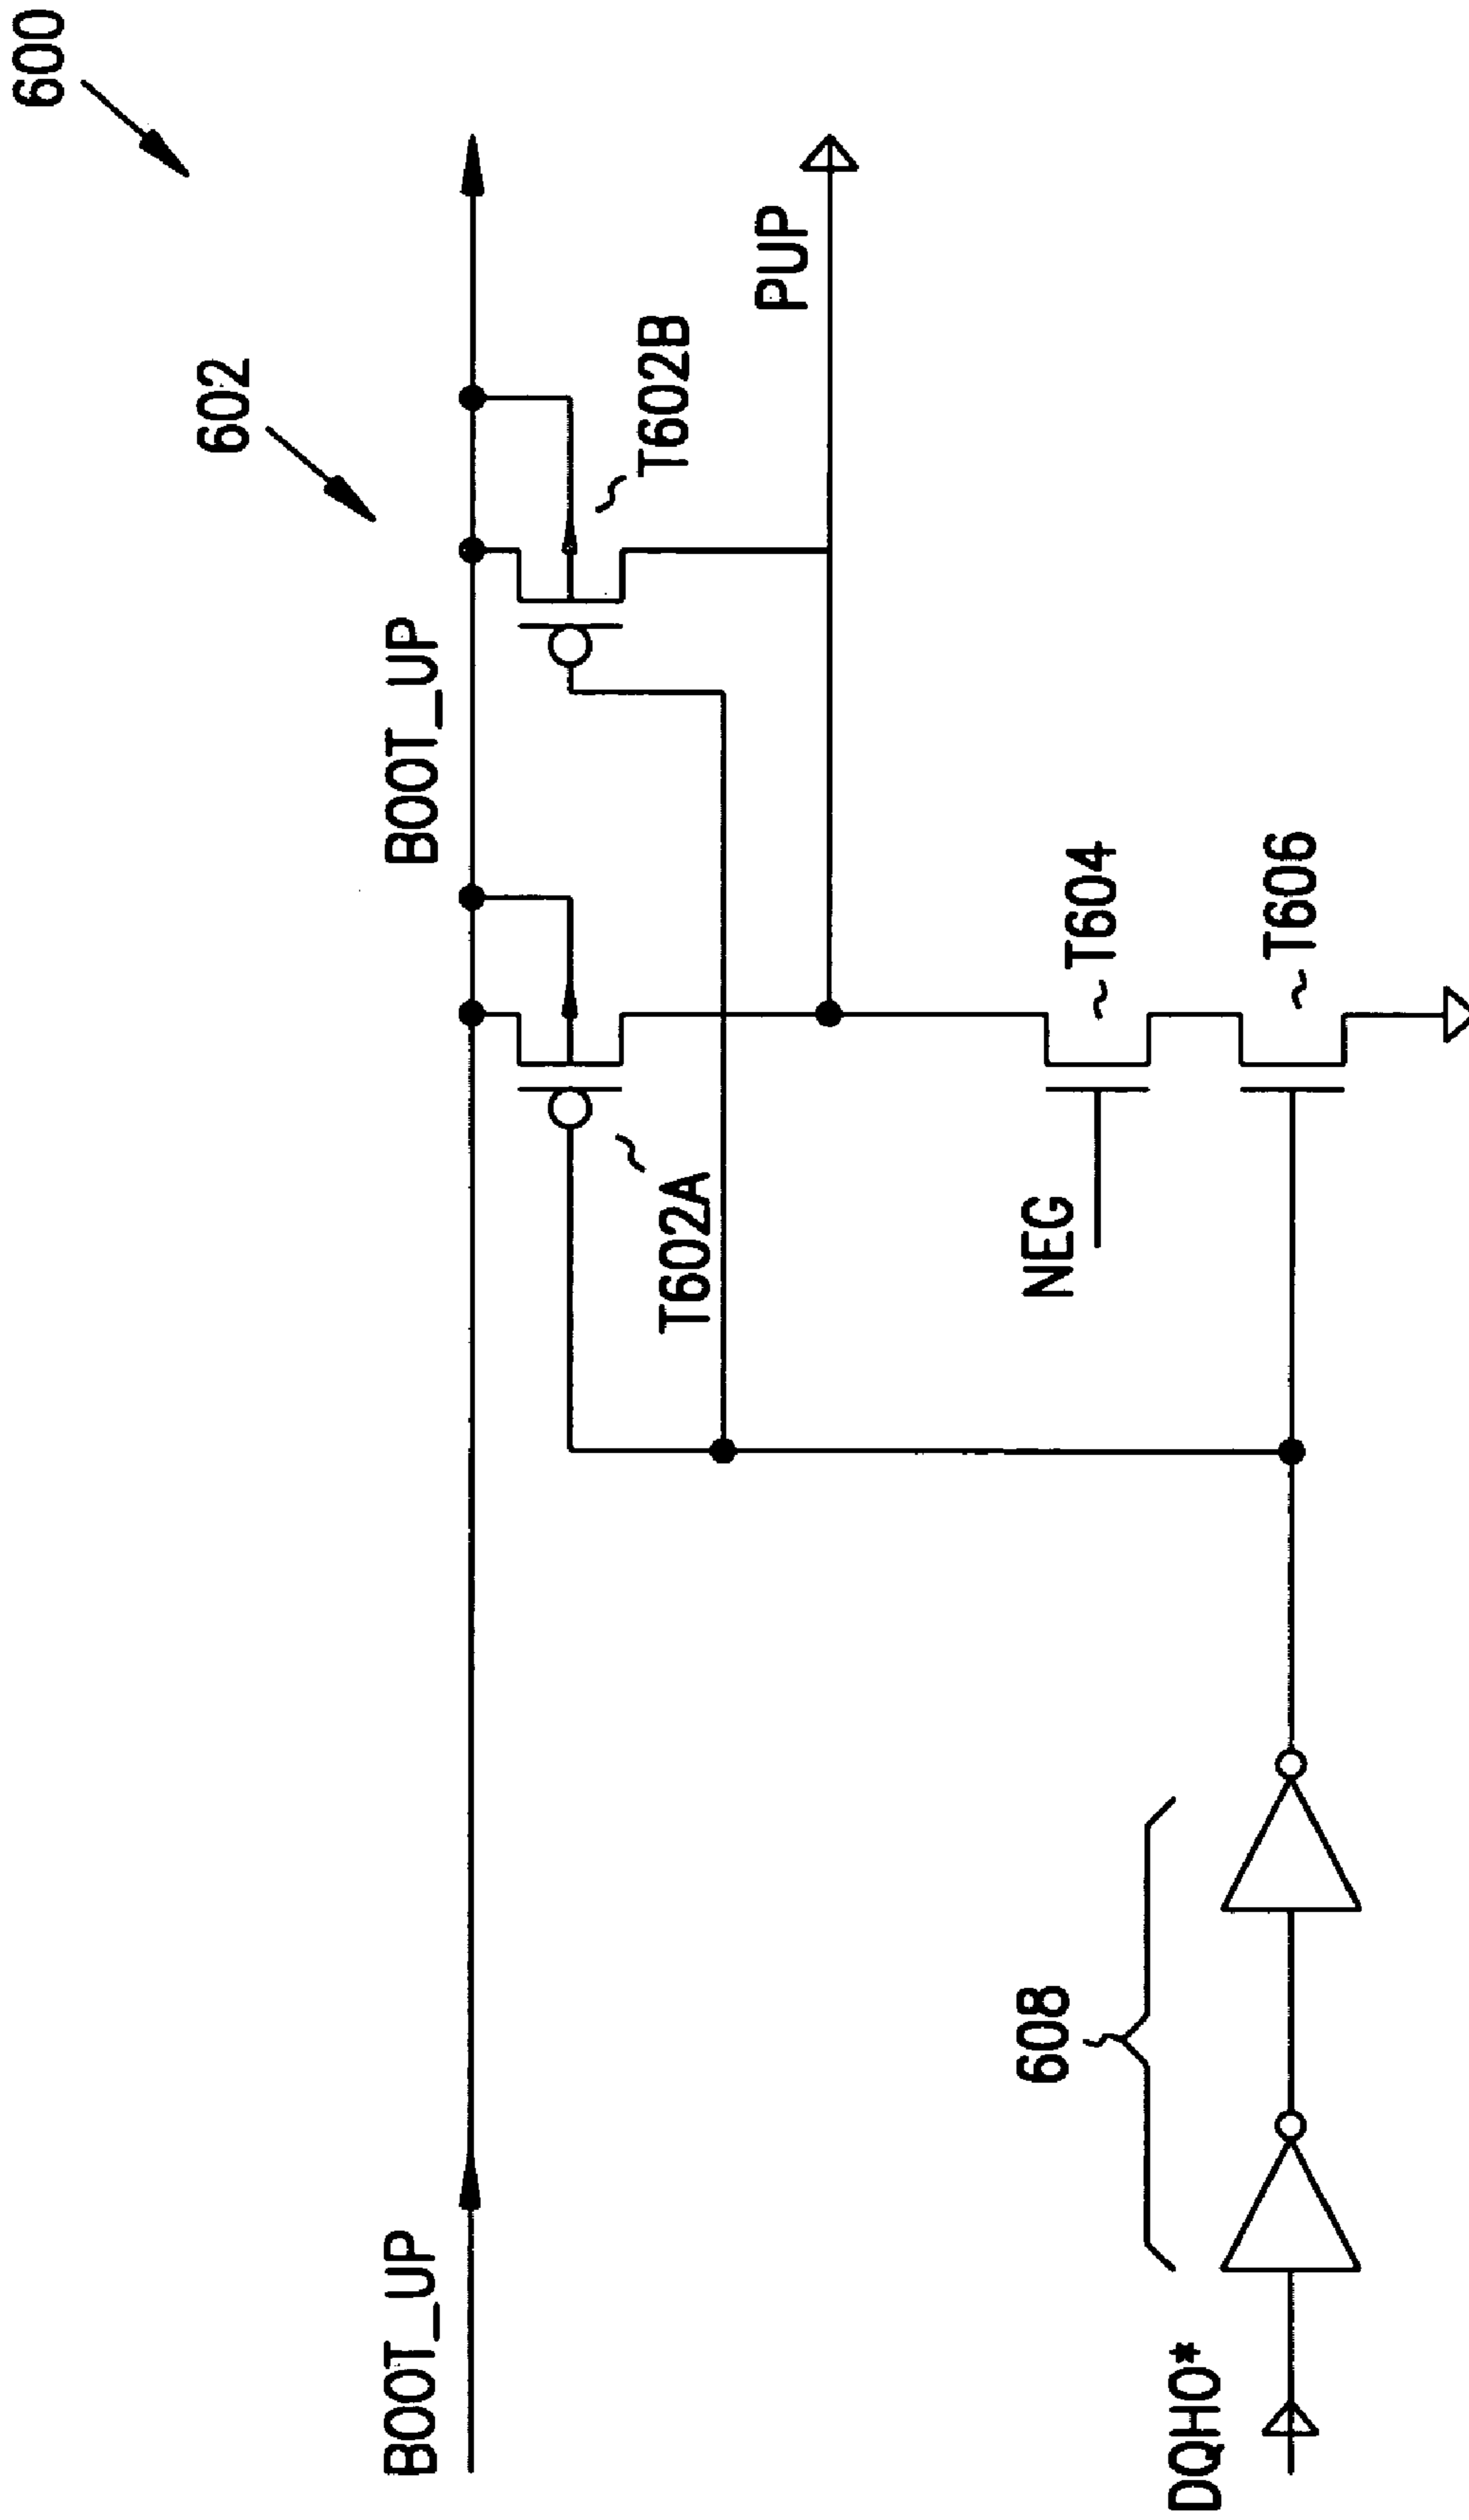 600
602
BOOT_UP
BOOT_UP
T602B
T602A
PUP
NEG
T604
608
T606
DQHO*